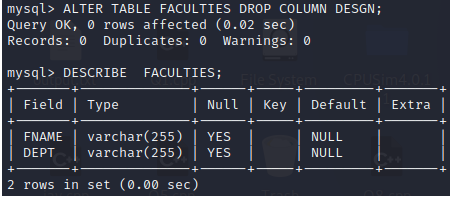 mysql> ALTER TABLE FACULTIES DROP COLUMN DESGN;
Query OK, 0 rows affected (0.02 sec)
Records: 0  Duplicates: 0  Warnings: 0

mysql> DESCRIBE  FACULTIES;
+-------+--------------+------+-----+---------+-------+
| Field | Type         | Null | Key | Default | Extra |
+-------+--------------+------+-----+---------+-------+
| FNAME | varchar(255) | YES  |     | NULL    |       |
| DEPT  | varchar(255) | YES  |     | NULL    |       |
+-------+--------------+------+-----+---------+-------+
2 rows in set (0.00 sec)